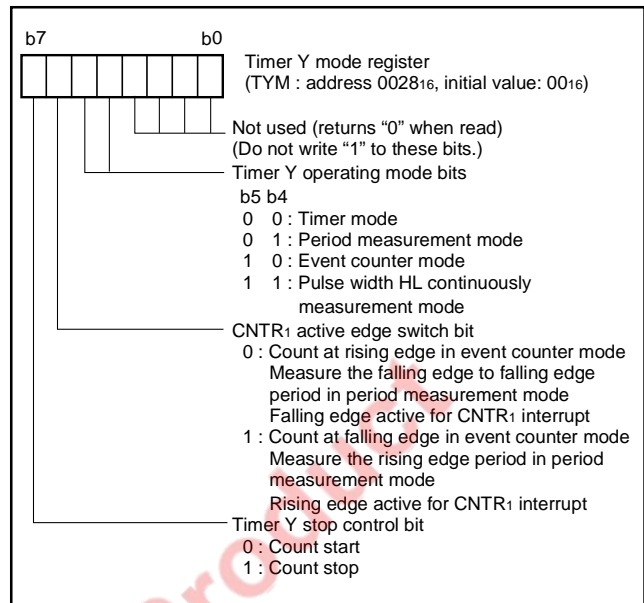 b7 b0
Timer Y mode register
(TYM : address 002816, initial value: 0016)
Not used (returns “0” when read)
(Do not write “1” to these bits.)
Timer Y operating mode bits
b5 b4
0 0 : Timer mode
0 1 : Period measurement mode
1 0 : Event counter mode
1 1 : Pulse width HL continuously
measurement mode
CNTR1 active edge switch bit
0 : Count at rising edge in event counter mode
Measure the falling edge to falling edge
period in period measurement mode
Falling edge active for CNTR1 interrupt
1 : Count at falling edge in event counter mode
Measure the rising edge period in period
measurement mode
Rising edge active for CNTR1 interrupt
Timer Y stop control bit
0 : Count start
1 : Count stop
Product